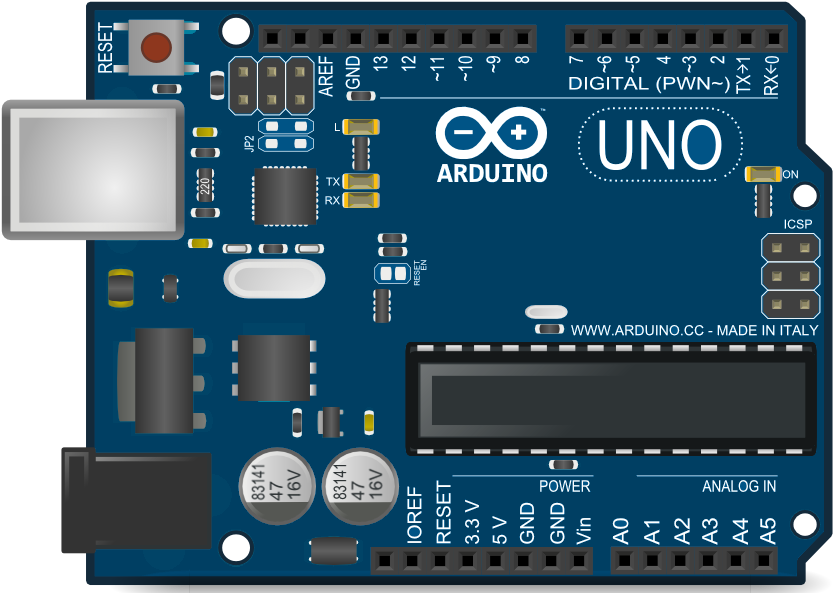 RESET
AREF
GND
13
12
~11
~10
~9
8
7
~6
~5
4
~3
2
TX→1
RX←0
DIGITAL (PWM~)
JP2
L
TX
RX
220
ARDUINO
™
UNO
ON
ICSP
RESET
EN
WWW.ARDUINO.CC - MADE IN ITALY
83141
47
16V
83141
47
16V
POWER
ANALOG IN
IOREF
RESET
3.3 V
5 V
GND
GND
Vin
A0
A1
A2
A3
A4
A5